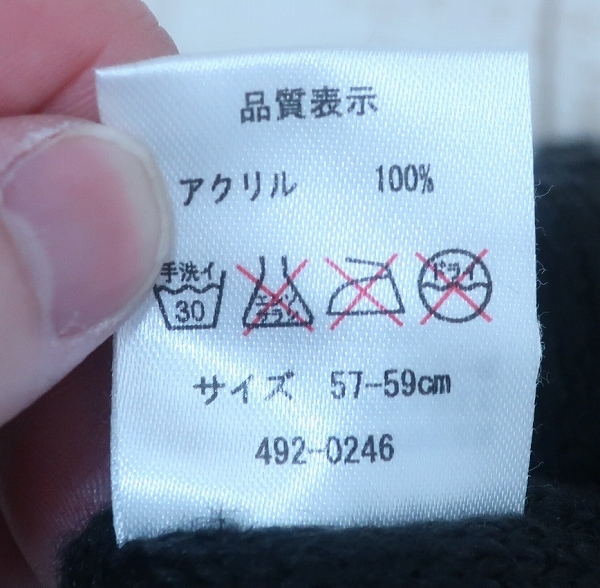 品質表示
アクリル 100%
手洗イ 30 エンソ サラシ ドライ
サイズ 57-59cm
492-0246